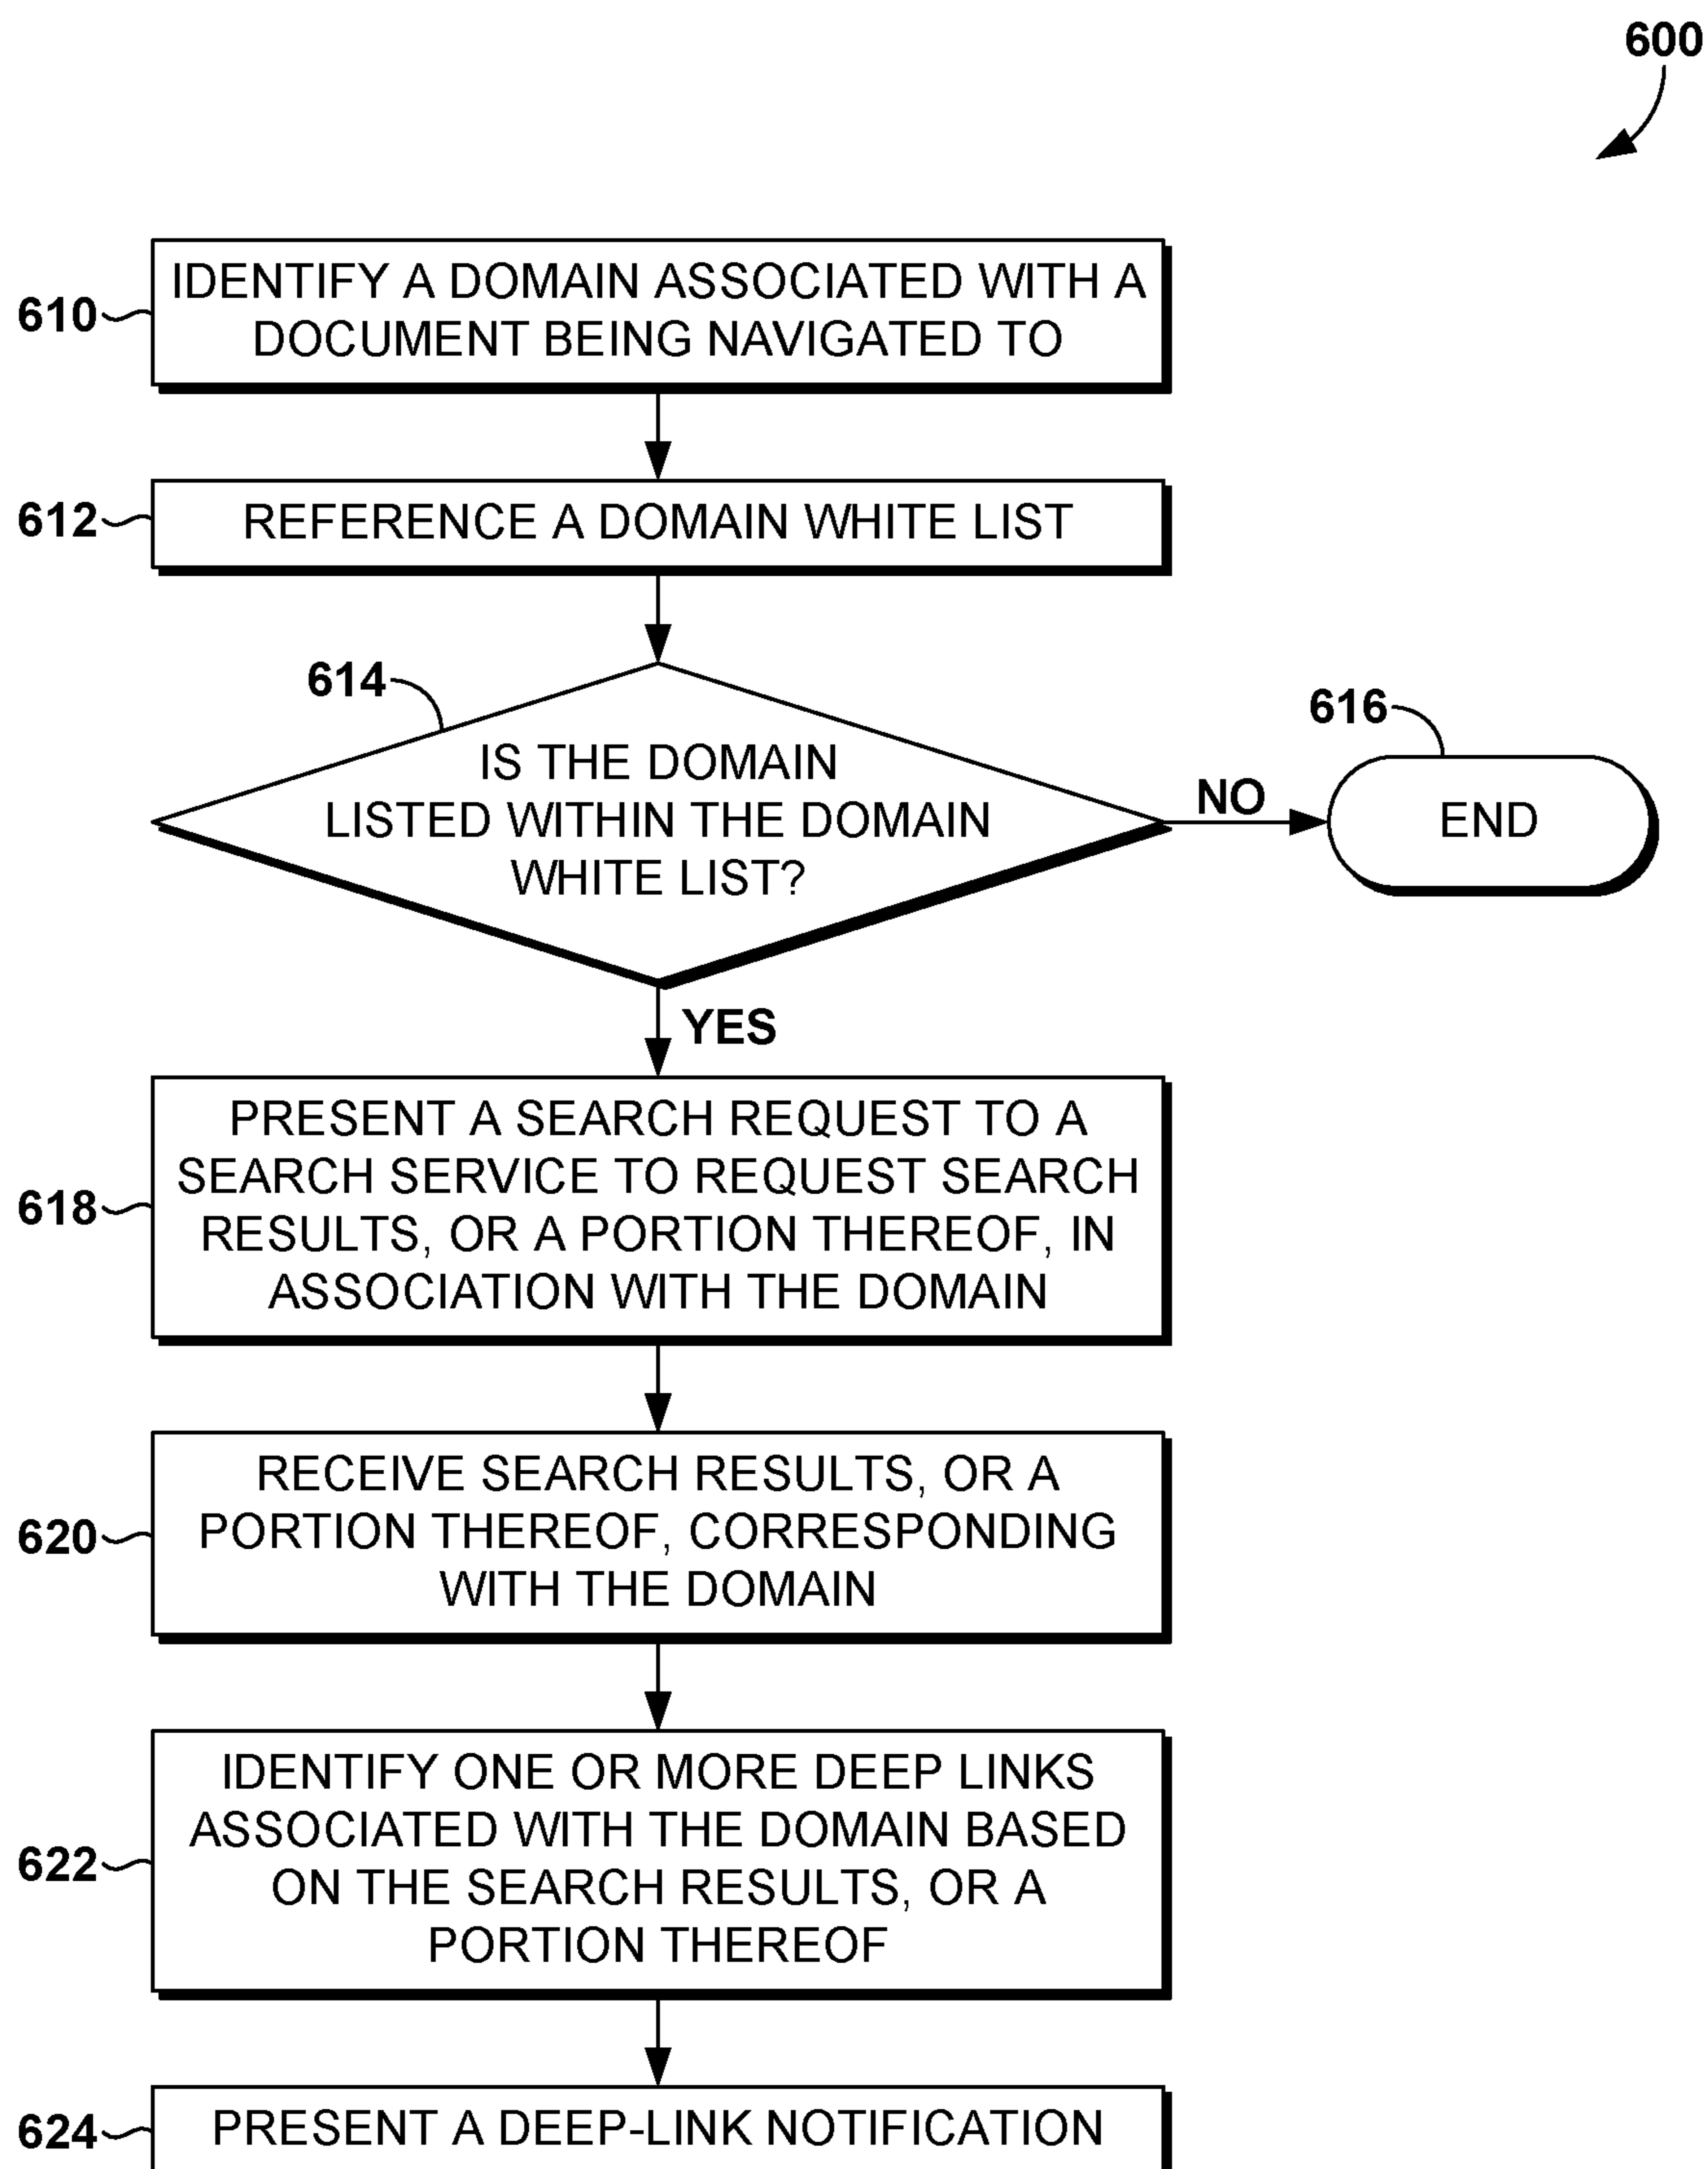 600
610
IDENTIFY A DOMAIN ASSOCIATED WITH A
DOCUMENT BEING NAVIGATED TO
612
REFERENCE A DOMAIN WHITE LIST
614
IS THE DOMAIN
LISTED WITHIN THE DOMAIN
WHITE LIST?
NO
616
END
YES
618
PRESENT A SEARCH REQUEST TO A
SEARCH SERVICE TO REQUEST SEARCH
RESULTS, OR A PORTION THEREOF, IN
ASSOCIATION WITH THE DOMAIN
620
RECEIVE SEARCH RESULTS, OR A
PORTION THEREOF, CORRESPONDING
WITH THE DOMAIN
622
IDENTIFY ONE OR MORE DEEP LINKS
ASSOCIATED WITH THE DOMAIN BASED
ON THE SEARCH RESULTS, OR A
PORTION THEREOF
624
PRESENT A DEEP-LINK NOTIFICATION